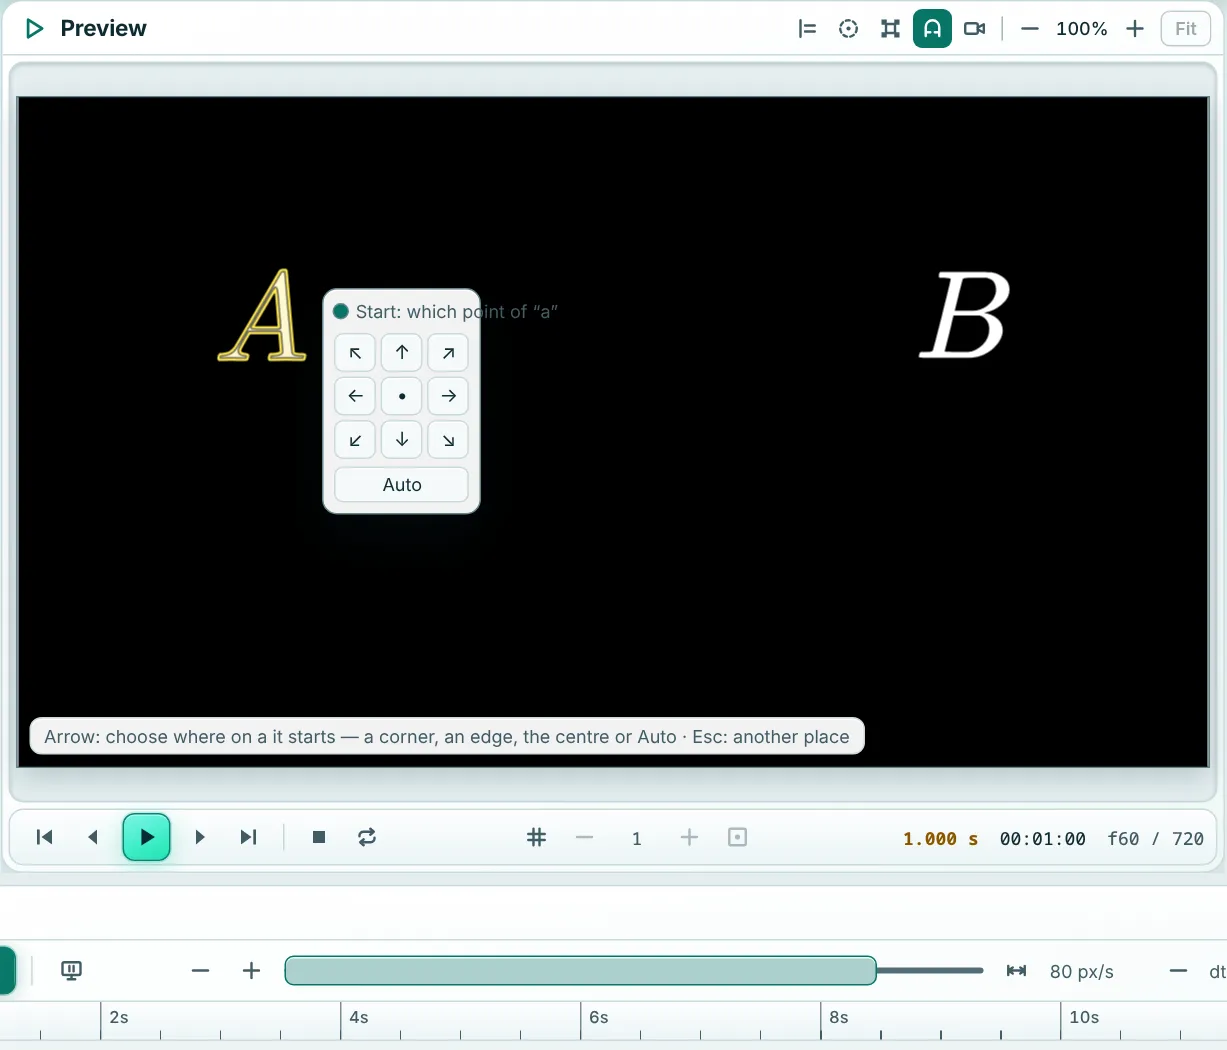 Preview
100%
Fit
A
B
Start: which point of “a”
Auto
Arrow: choose where on a it starts — a corner, an edge, the centre or Auto · Esc: another place
1
1.000 s 00:01:00 f60 / 720
80 px/s
dt
2s 4s 6s 8s 10s